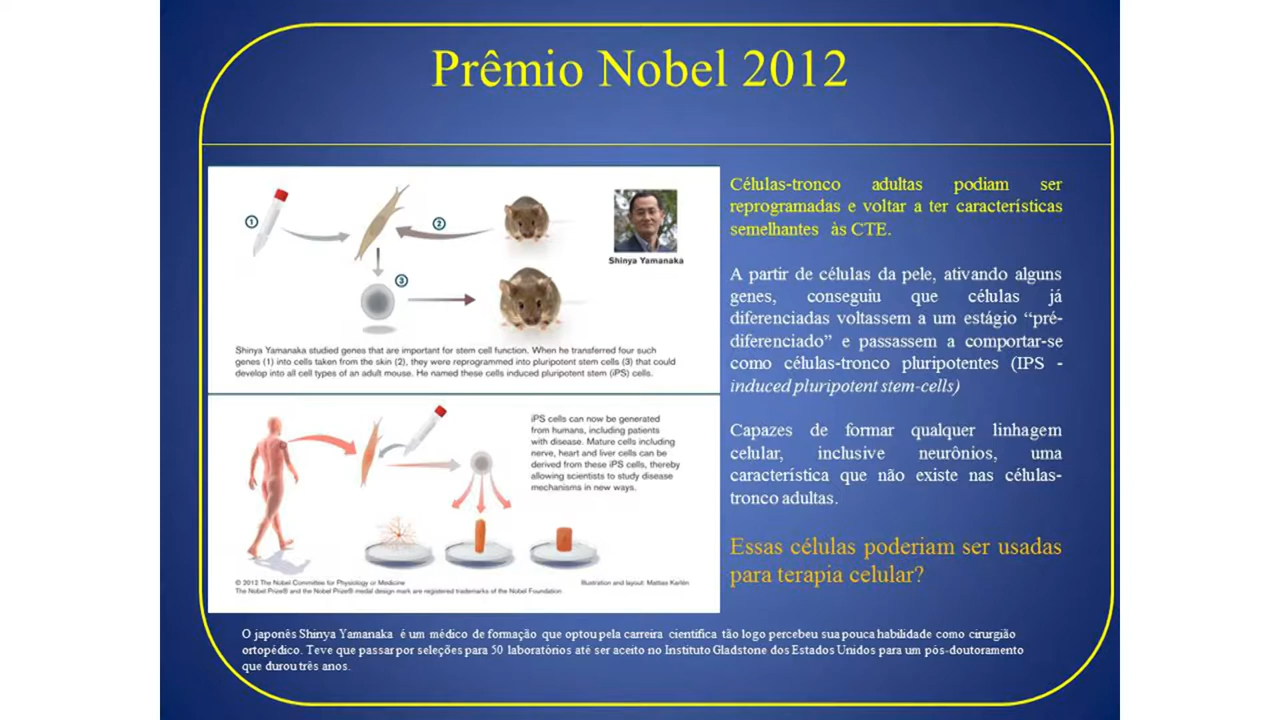 Prêmio Nobel 2012
1
2
Shinya Yamanaka
3
Shinya Yamanaka studied genes that are important for stem cell function. When he transferred four such
genes (1) into cells taken from the skin (2), they were reprogrammed into pluripotent stem cells (3) that could
develop into all cell types of an adult mouse. He named these cells induced pluripotent stem (iPS) cells.
iPS cells can now be generated
from humans, including patients
with disease. Mature cells including
nerve, heart and liver cells can be
derived from these iPS cells, thereby
allowing scientists to study disease
mechanisms in new ways.
© 2012 The Nobel Committee for Physiology or Medicine
The Nobel Prize® and the Nobel Prize® medal design mark are registered trademarks of the Nobel Foundation
Illustration and layout: Mattias Karlén
Células-tronco adultas podiam ser
reprogramadas e voltar a ter características
semelhantes às CTE.
A partir de células da pele, ativando alguns
genes, conseguiu que células já
diferenciadas voltassem a um estágio “pré-
diferenciado” e passassem a comportar-se
como células-tronco pluripotentes (IPS -
induced pluripotent stem-cells)
Capazes de formar qualquer linhagem
celular, inclusive neurônios, uma
característica que não existe nas células-
tronco adultas.
Essas células poderiam ser usadas
para terapia celular?
O japonês Shinya Yamanaka é um médico de formação que optou pela carreira científica tão logo percebeu sua pouca habilidade como cirurgião
ortopédico. Teve que passar por seleções para 50 laboratórios até ser aceito no Instituto Gladstone dos Estados Unidos para um pós-doutoramento
que durou três anos.